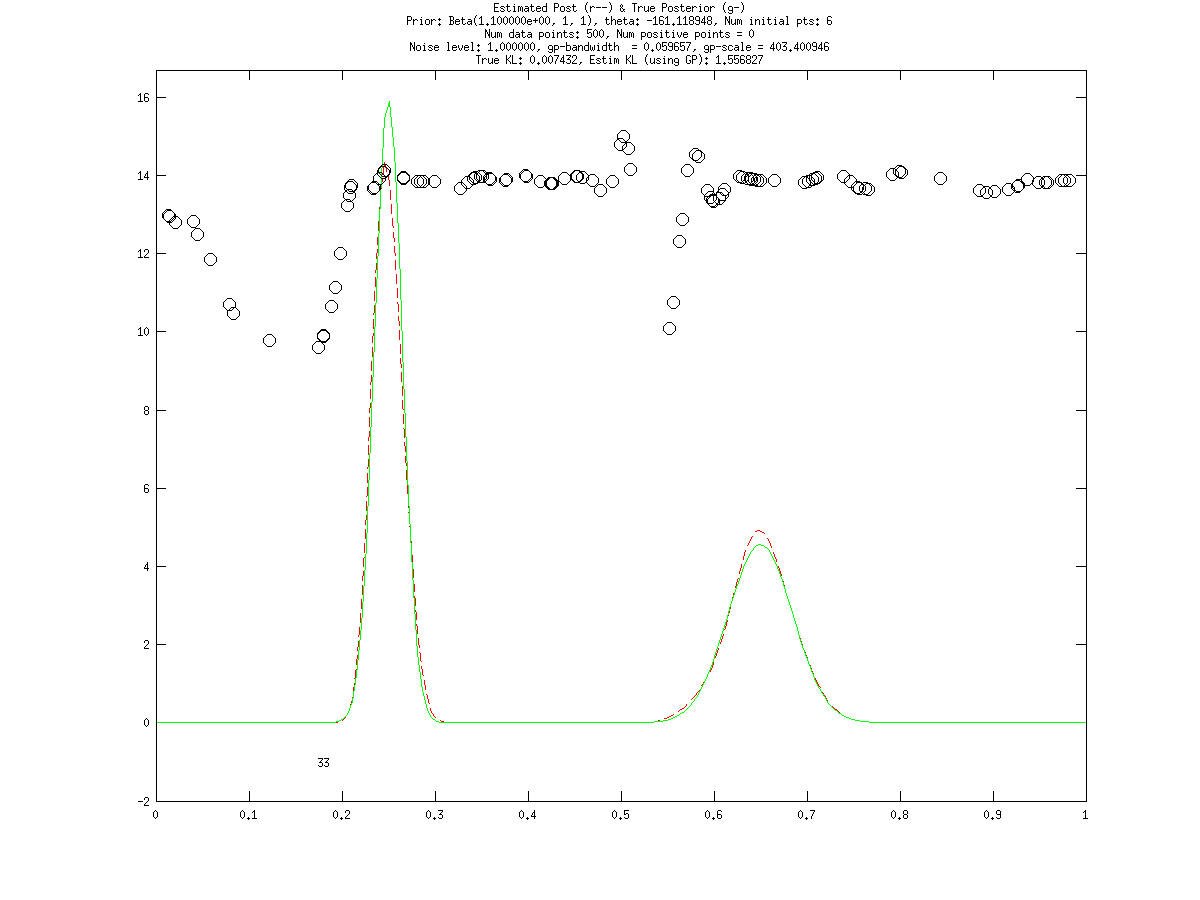 Estimated Post (r--) & True Posterior (g-)
Prior: Beta(1.100000e+00, 1, 1), theta: -161.118948, Num initial pts: 6
Num data points: 500, Num positive points = 0
Noise level: 1.000000, gp-bandwidth  = 0.059657, gp-scale = 403.400946
True KL: 0.007432, Estim KL (using GP): 1.556827
16
14
12
10
8
6
4
2
0
33
-2
0 0.1 0.2 0.3 0.4 0.5 0.6 0.7 0.8 0.9 1